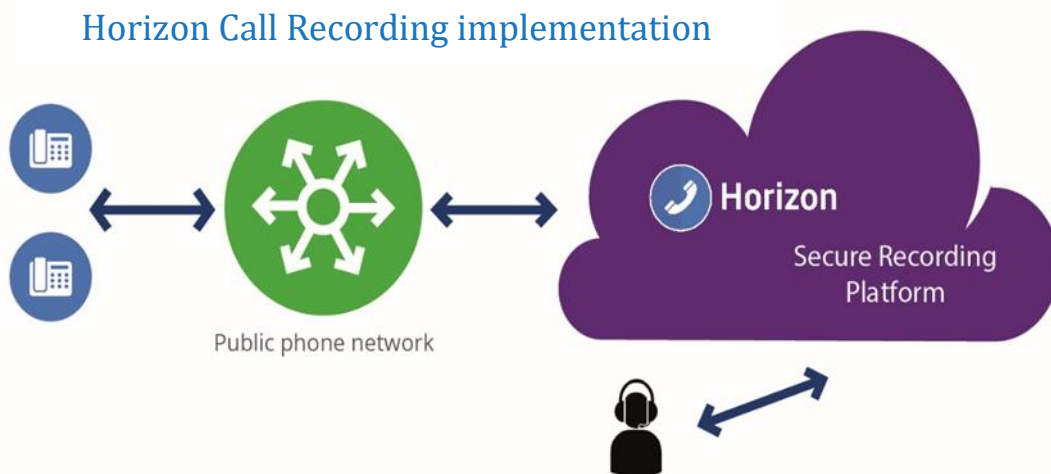 Horizon Call Recording implementation
Horizon
Secure Recording
Platform
Public phone network